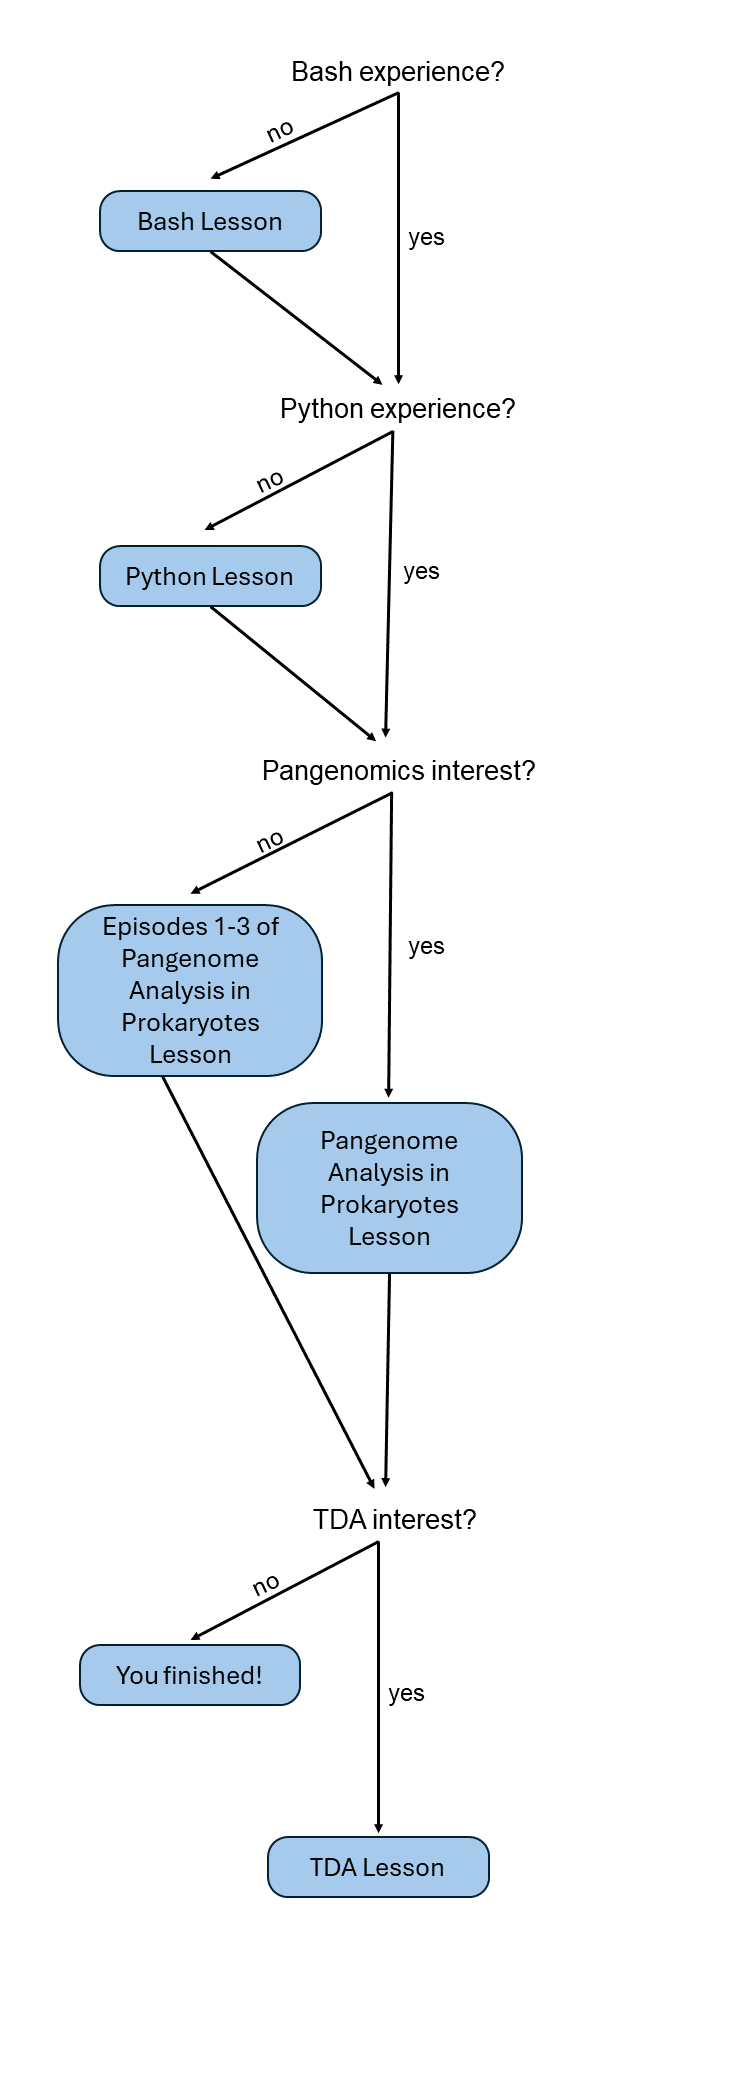 Bash experience?
no
Bash Lesson
yes
Python experience?
no
Python Lesson
yes
Pangenomics interest?
no
Episodes 1-3 of
Pangenome
Analysis in
Prokaryotes
Lesson
yes
Pangenome
Analysis in
Prokaryotes
Lesson
TDA interest?
no
You finished!
yes
TDA Lesson